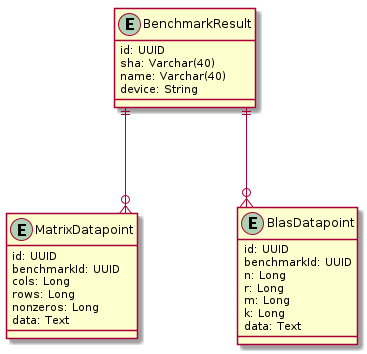 E BenchmarkResult
id: UUID
sha: Varchar(40)
name: Varchar(40)
device: String
E MatrixDatapoint
id: UUID
benchmarkId: UUID
cols: Long
rows: Long
nonzeros: Long
data: Text
E BlasDatapoint
id: UUID
benchmarkId: UUID
n: Long
r: Long
m: Long
k: Long
data: Text